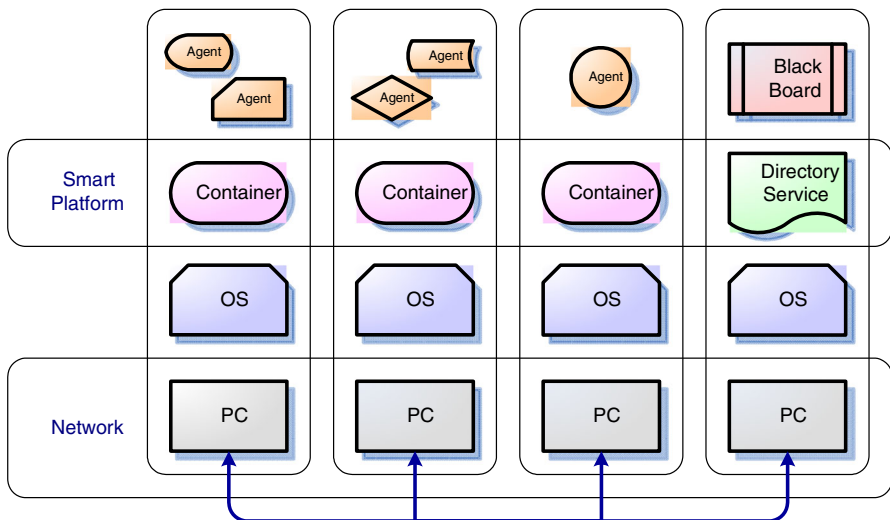 Agent
Agent
Agent
Agent
Agent
Black
Board
Smart
Platform
Container
Container
Container
Directory
Service
OS
OS
OS
OS
Network
PC
PC
PC
PC